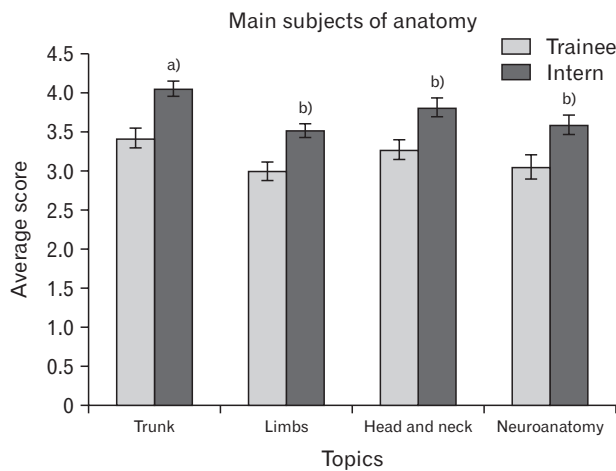 Main subjects of anatomy
Trainee
Intern
4.5
4.0
3.5
3.0
2.5
2.0
1.5
1.0
0.5
0
Average score
a)
b)
b)
b)
Trunk
Limbs
Head and neck
Neuroanatomy
Topics